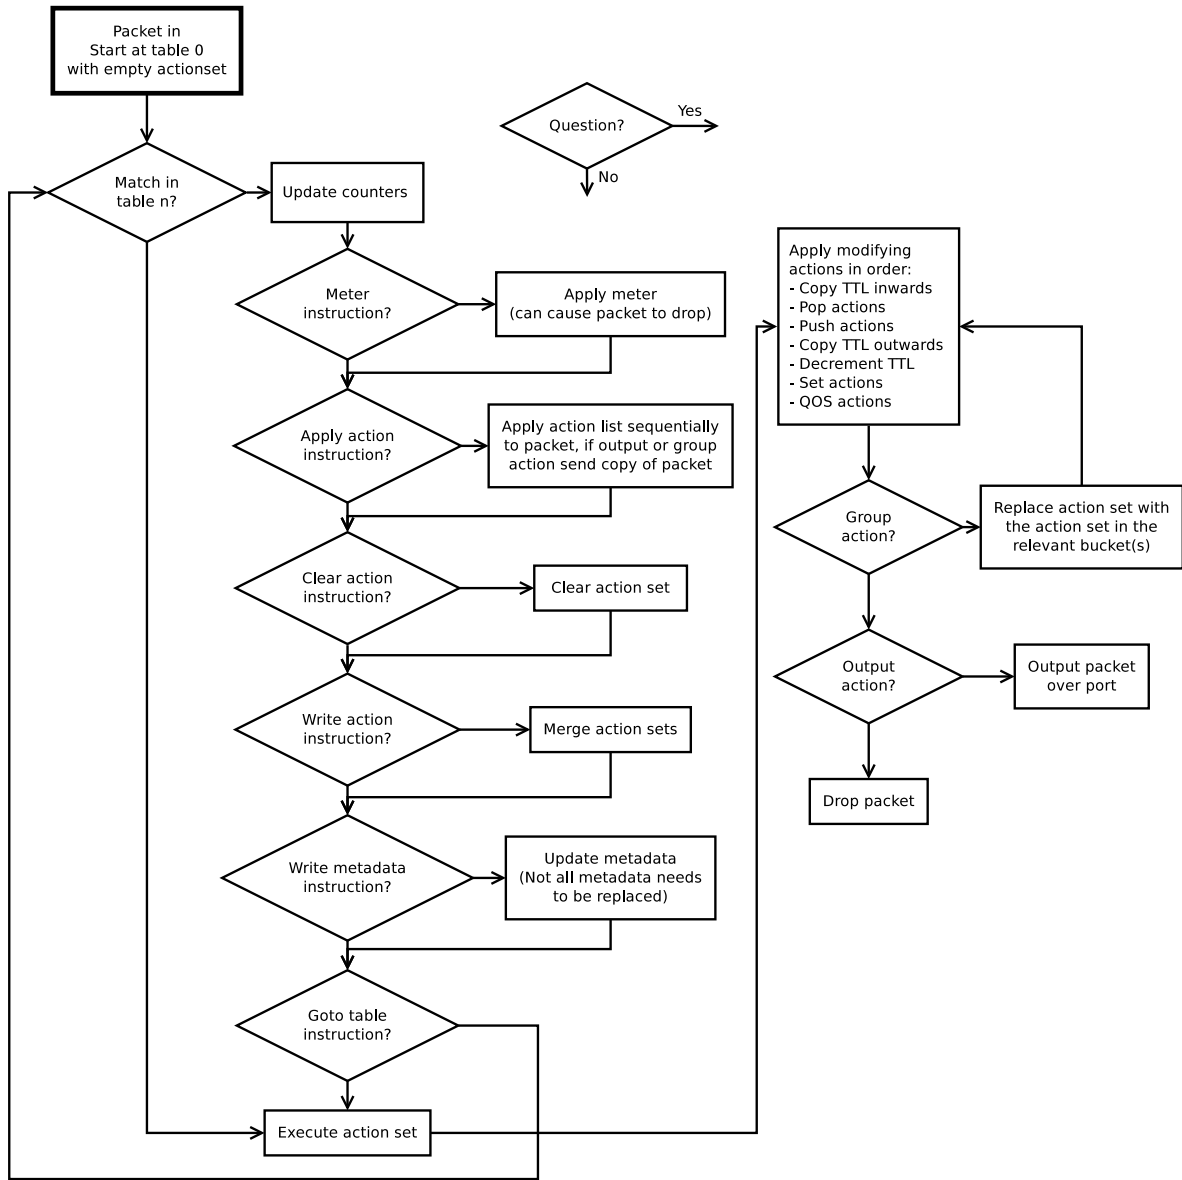 Packet in
Start at table 0
with empty actionset
Question?
Yes
No
Match in
table n?
Update counters
Meter
instruction?
Apply meter
(can cause packet to drop)
Apply action
instruction?
Apply action list sequentially
to packet, if output or group
action send copy of packet
Clear action
instruction?
Clear action set
Write action
instruction?
Merge action sets
Write metadata
instruction?
Update metadata
(Not all metadata needs
to be replaced)
Goto table
instruction?
Execute action set
Apply modifying
actions in order:
- Copy TTL inwards
- Pop actions
- Push actions
- Copy TTL outwards
- Decrement TTL
- Set actions
- QOS actions
Group
action?
Replace action set with
the action set in the
relevant bucket(s)
Output
action?
Output packet
over port
Drop packet